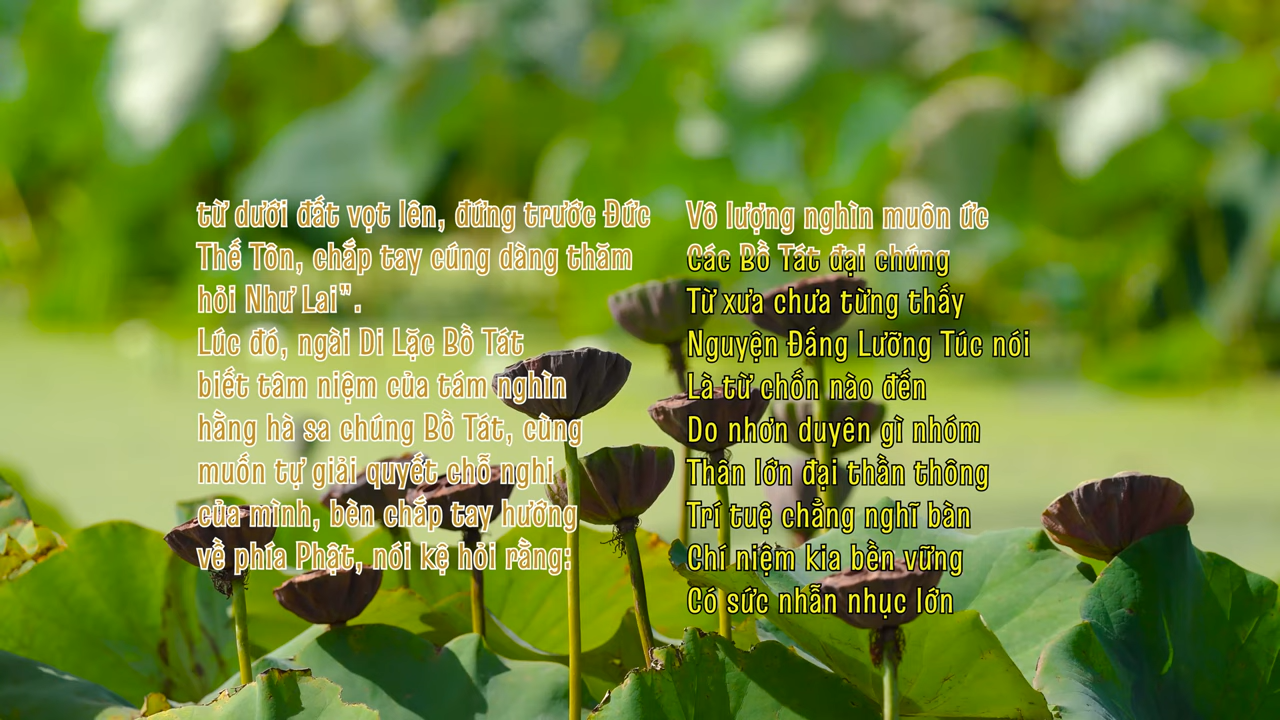 từ dưới đất vọt lên, đứng trước Đức
Thế Tôn, chắp tay cúng dàng thăm
hỏi Như Lai".
Lúc đó, ngài Di Lặc Bồ Tát
biết tâm niệm của tám nghìn
hằng hà sa chúng Bồ Tát, cùng
muốn tự giải quyết chỗ nghi
của mình, bèn chắp tay hướng
về phía Phật, nói kệ hỏi rằng:
Vô lượng nghìn muôn ức
Các Bồ Tát đại chúng
Từ xưa chưa từng thấy
Nguyện Đấng Lưỡng Túc nói
Là từ chốn nào đến
Do nhơn duyên gì nhóm
Thân lớn đại thần thông
Trí tuệ chẳng nghĩ bàn
Chí niệm kia bền vững
Có sức nhẫn nhục lớn